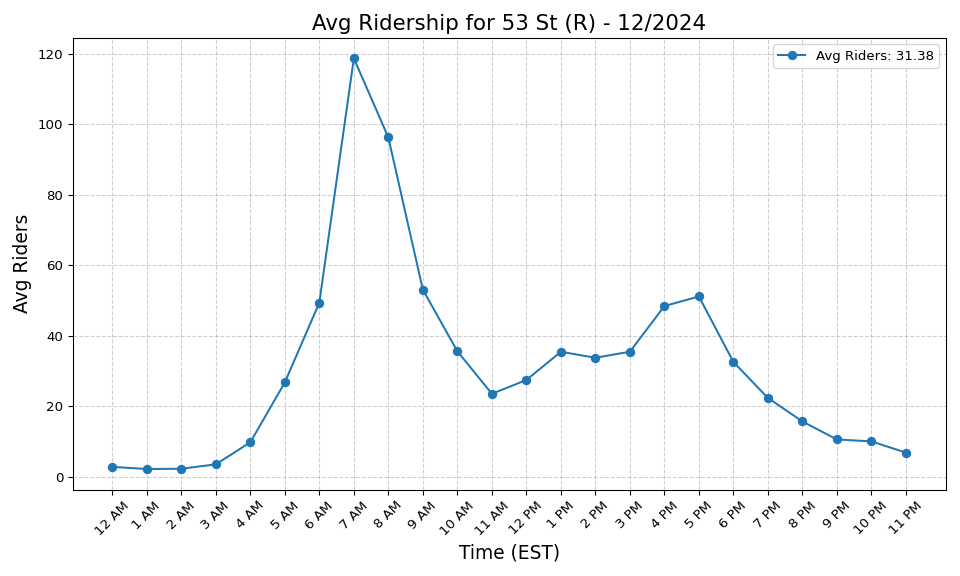 Avg Ridership for 53 St (R) - 12/2024
Avg Riders: 31.38
Avg Riders
120
100
80
60
40
20
0
12 AM
1 AM
2 AM
3 AM
4 AM
5 AM
6 AM
7 AM
8 AM
9 AM
10 AM
11 AM
12 PM
1 PM
2 PM
3 PM
4 PM
5 PM
6 PM
7 PM
8 PM
9 PM
10 PM
11 PM
Time (EST)